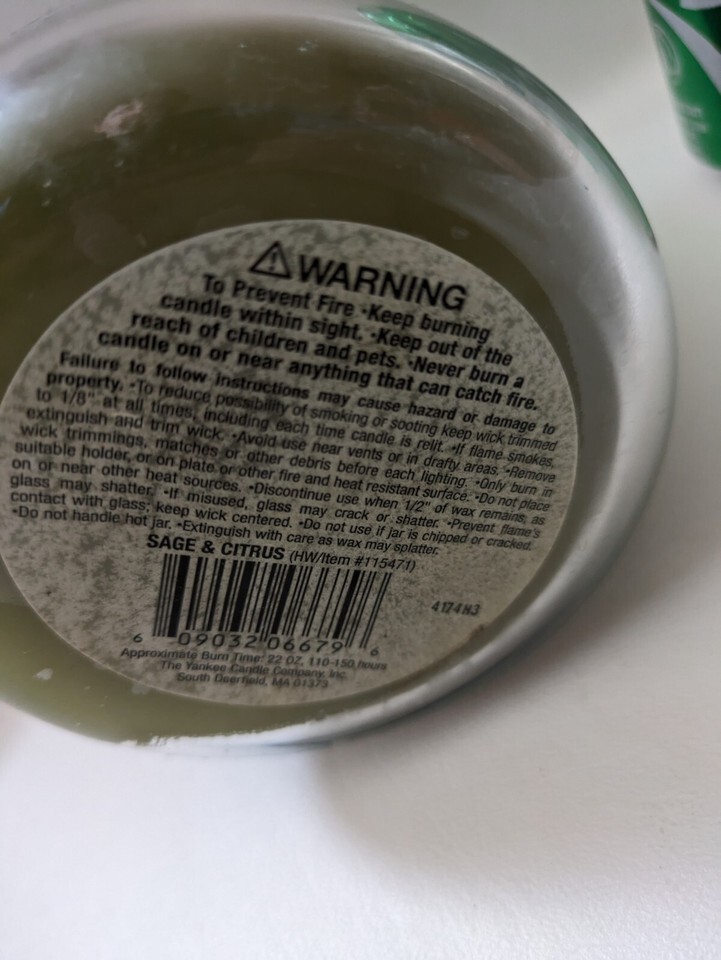 WARNING
To Prevent Fire •Keep burning
candle within sight. •Keep out of the
reach of children and pets. •Never burn a
candle on or near anything that can catch fire.
Failure to follow instructions may cause hazard or damage to
property. •To reduce possibility of smoking or sooting keep wick trimmed
to 1/8" at all times, including each time candle is relit. •If flame smokes,
extinguish and trim wick. •Avoid use near vents or in drafty areas. •Remove
wick trimmings, matches or other debris before each lighting. •Only burn in
suitable holder, or on plate or other fire and heat resistant surface. •Do not place
on or near other heat sources. •Discontinue use when 1/2" of wax remains, as
glass may shatter. •If misused, glass may crack or shatter. •Prevent flame's
contact with glass; keep wick centered. •Do not use if jar is chipped or cracked.
•Do not handle hot jar. •Extinguish with care as wax may splatter.
SAGE & CITRUS (HW/Item #115471)
4174H3
6 09032 06679 6
Approximate Burn Time: 22 OZ, 110-150 hours
The Yankee Candle Company, Inc.
South Deerfield, MA 01373